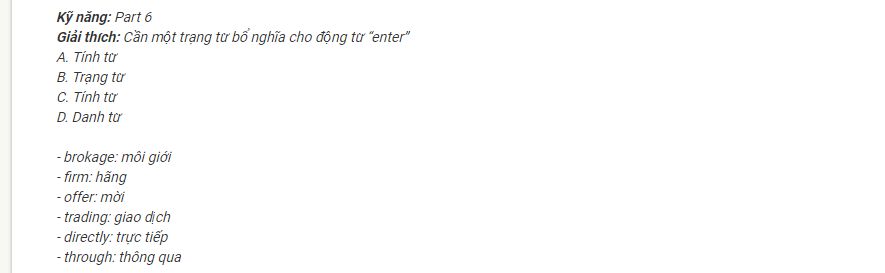 Kỹ năng: Part 6
Giải thích: Cần một trạng từ bổ nghĩa cho động từ “enter”
A. Tính từ
B. Trạng từ
C. Tính từ
D. Danh từ
- brokage: môi giới
- firm: hãng
- offer: mời
- trading: giao dịch
- directly: trực tiếp
- through: thông qua